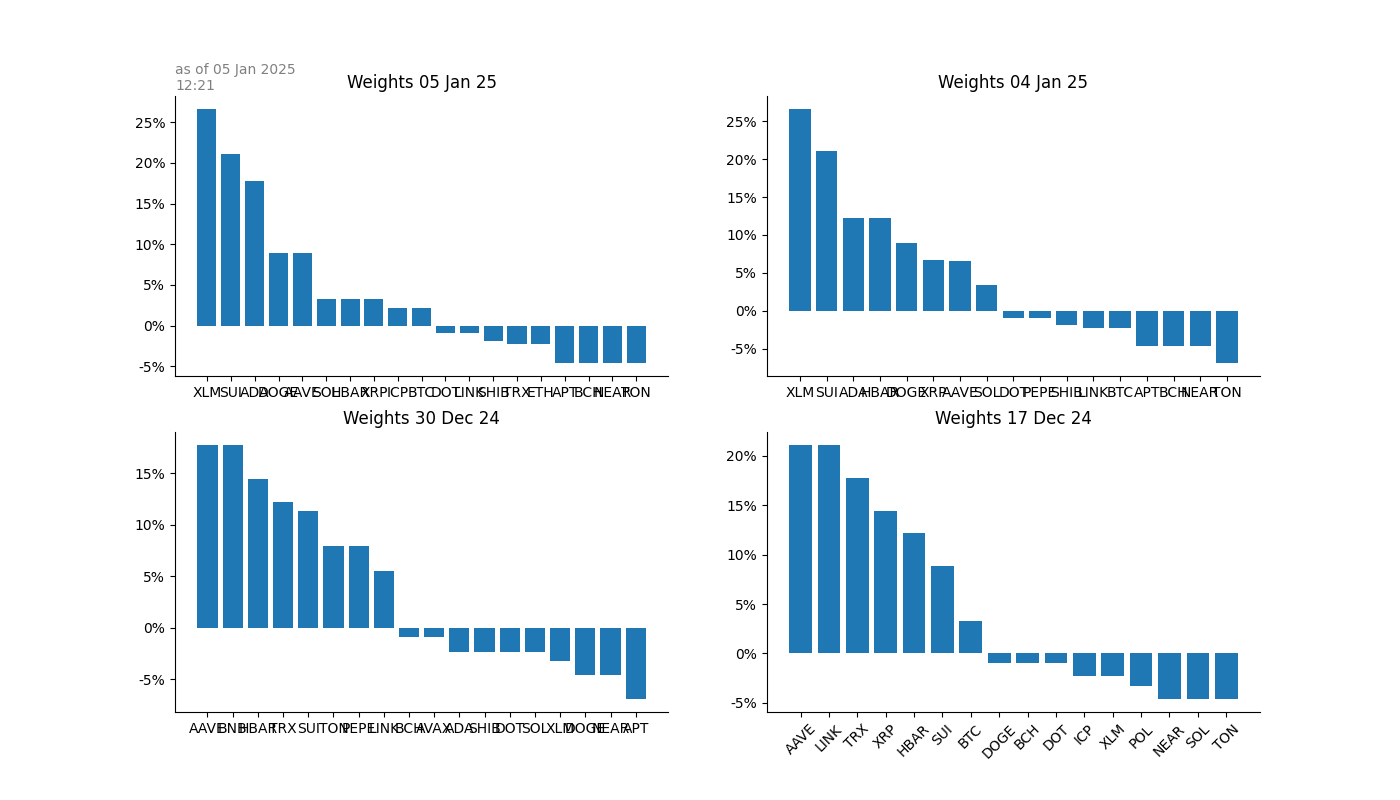 as of 05 Jan 2025
12:21
Weights 05 Jan 25
25%
20%
15%
10%
5%
0%
-5%
XLM SUI ADA DOGE AAVE SOL HBAR XRP ICP BTC DOT LINK SHIB TRX ETH APT BCH NEAR TON
Weights 04 Jan 25
25%
20%
15%
10%
5%
0%
-5%
XLM SUI ADA HBAR DOGE XRP AAVE SOL DOT PEPE SHIB LINK BTC APT BCH NEAR TON
Weights 30 Dec 24
15%
10%
5%
0%
-5%
AAVE BNB HBAR TRX SUI TON PEPE LINK BCH AVAX ADA SHIB DOT SOL XLM DOGE NEAR APT
Weights 17 Dec 24
20%
15%
10%
5%
0%
-5%
AAVE LINK TRX XRP HBAR SUI BTC DOGE BCH DOT ICP XLM POL NEAR SOL TON